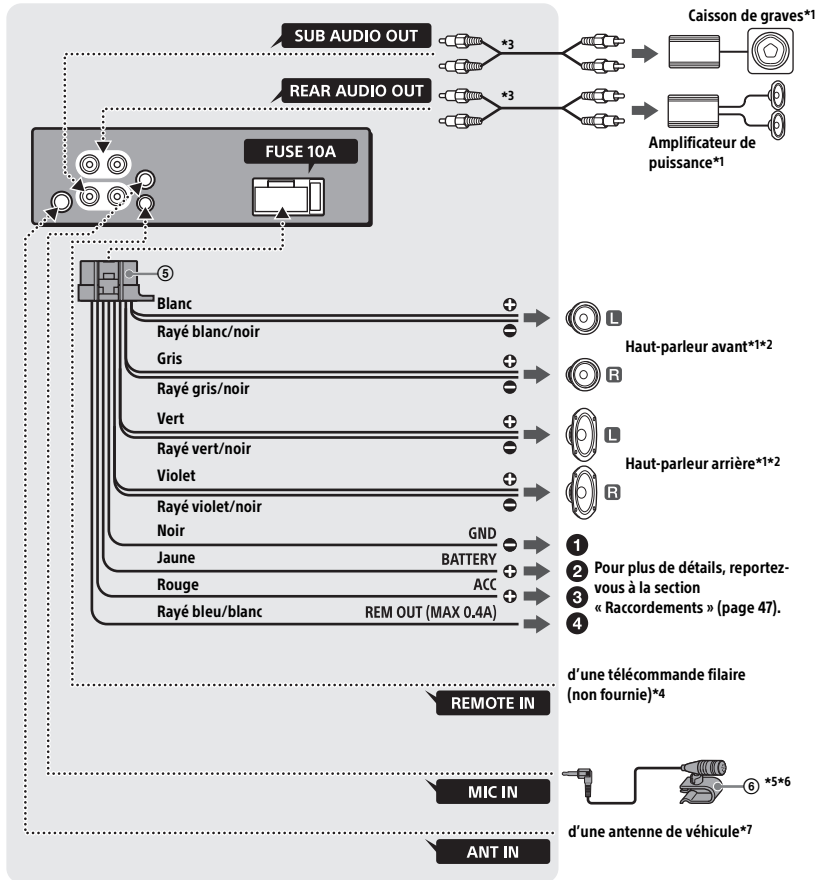 Caisson de graves*1
SUB AUDIO OUT
*3
REAR AUDIO OUT
*3
Amplificateur de
puissance*1
FUSE 10A
⑤
Blanc
Rayé blanc/noir
L
Haut-parleur avant*1*2
Gris
Rayé gris/noir
R
Vert
Rayé vert/noir
L
Haut-parleur arrière*1*2
Violet
Rayé violet/noir
R
Noir GND ❶
Jaune BATTERY ❷
Rouge ACC ❸
Rayé bleu/blanc REM OUT (MAX 0.4A) ❹
Pour plus de détails, reportez-
vous à la section
« Raccordements » (page 47).
d'une télécommande filaire
(non fournie)*4
REMOTE IN
MIC IN
⑥ *5*6
d'une antenne de véhicule*7
ANT IN